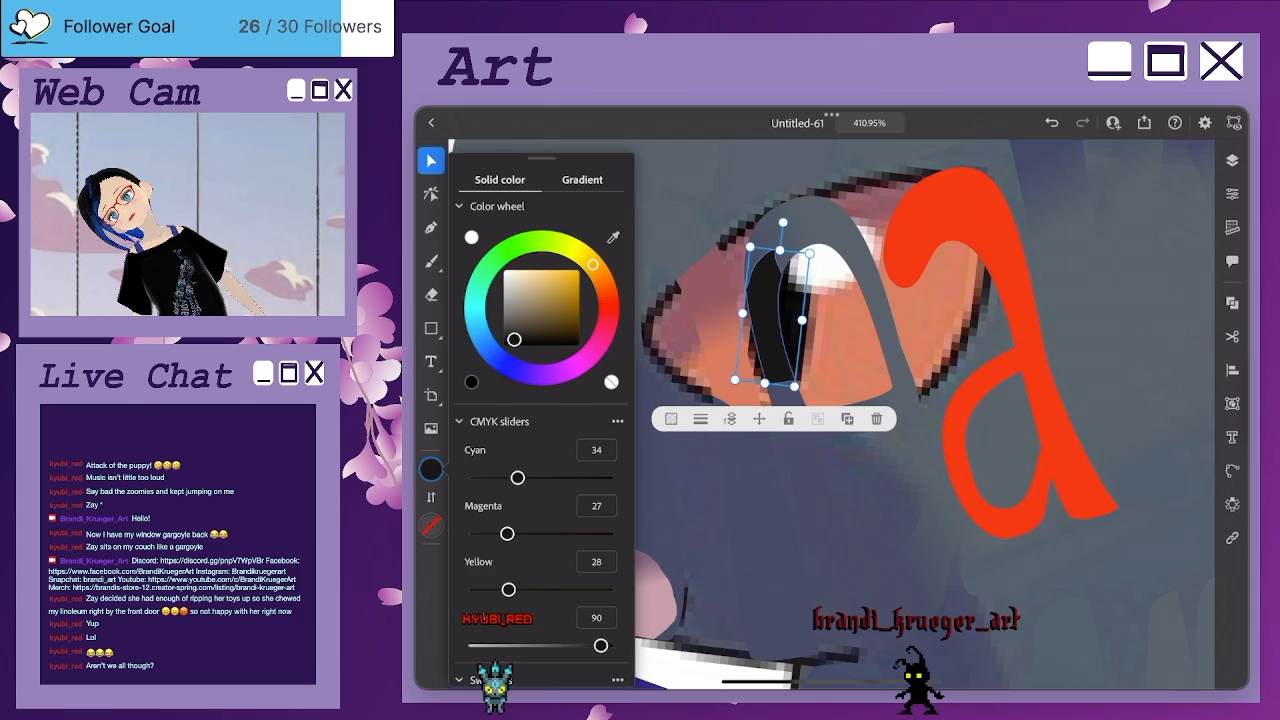 Follower Goal
26 / 30 Followers
Web Cam
Art
Untitled-61
410.95%
Solid color
Gradient
Color wheel
CMYK sliders
Cyan
34
Magenta
27
Yellow
28
KYUBI_RED
90
brandi_krueger_art
a
Live Chat
kyubi_red Attack of the puppy! 🤣🤣🤣
kyubi_red Music isn't little too loud
kyubi_red Say bad the zoomies and kept jumping on me
kyubi_red Zay *
Brandi_Krueger_Art Hello!
kyubi_red Now I have my window gargoyle back 😂😂
kyubi_red Zay sits on my couch like a gargoyle
Brandi_Krueger_Art Discord: https://discord.gg/pnpV7WpVBr Facebook:
https://www.facebook.com/BrandiKruegerArt Instagram: Brandikruegerart
Snapchat: brandi_art Youtube: https://www.youtube.com/c/BrandiKruegerArt
Merch: https://brandis-store-12.creator-spring.com/listing/brandi-krueger-art
kyubi_red Zay decided she had enough of ripping her toys up so she chewed
my linoleum right by the front door 😑😑😡 so not happy with her right now
kyubi_red Yup
kyubi_red Lol
kyubi_red 😂😂😂
kyubi_red Aren't we all though?